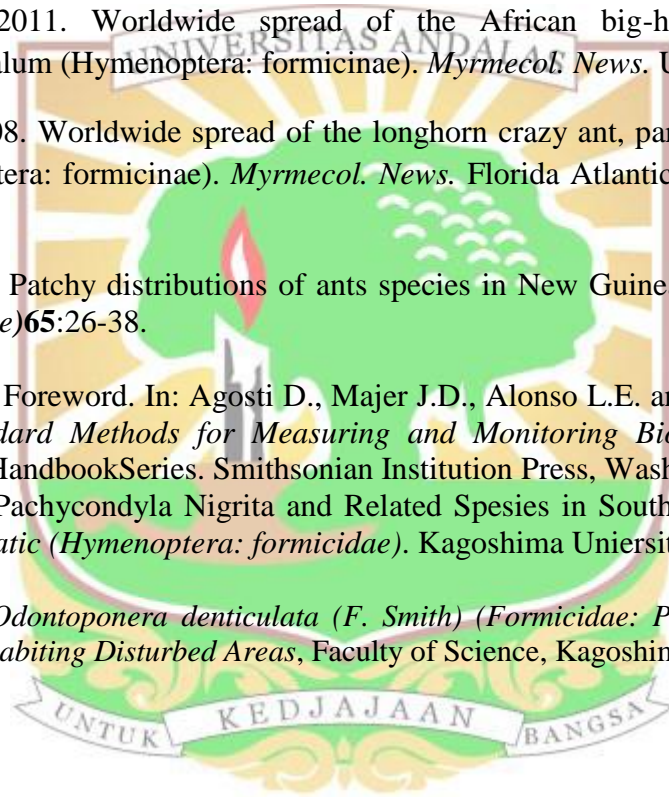 2011. Worldwide spread of the African big-h
UNIVERSITAS ANDALAS
alum (Hymenoptera: formicinae). Myrmecol. News. U
08. Worldwide spread of the longhorn crazy ant, par
tera: formicinae). Myrmecol. News. Florida Atlantic
Patchy distributions of ants species in New Guine
e)65:26-38.
Foreword. In: Agosti D., Majer J.D., Alonso L.E. an
dard Methods for Measuring and Monitoring Bio
HandbookSeries. Smithsonian Institution Press, Wash
Pachycondyla Nigrita and Related Spesies in South
atic (Hymenoptera: formicidae). Kagoshima Uniersit
Odontoponera denticulata (F. Smith) (Formicidae: P
abiting Disturbed Areas, Faculty of Science, Kagoshim
UNTUK KEDJAJAAN BANGSA